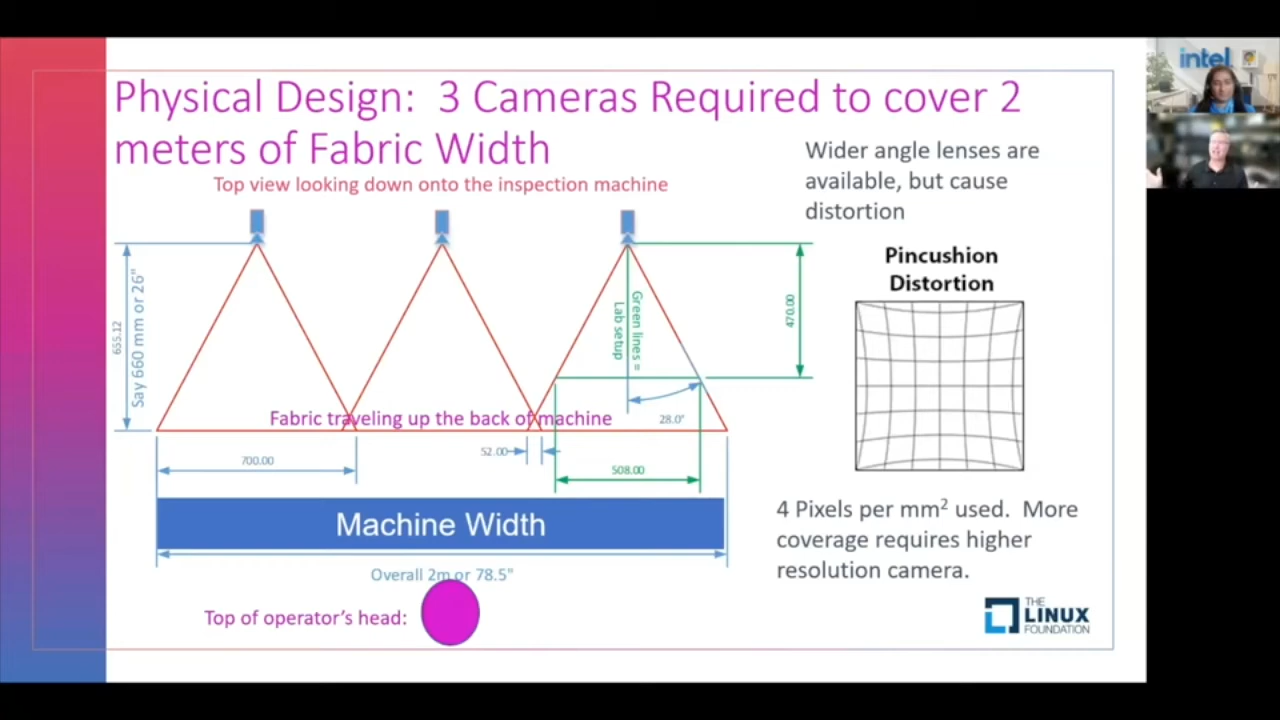 Physical Design: 3 Cameras Required to cover 2
meters of Fabric Width
Top view looking down onto the inspection machine
Wider angle lenses are
available, but cause
distortion
Pincushion
Distortion
655.12
Say 660 mm or 26"
Green lines =
Lab setup
470.00
Fabric traveling up the back of machine
28.0°
700.00
52.00
508.00
Machine Width
Overall 2m or 78.5"
Top of operator's head:
4 Pixels per mm² used. More
coverage requires higher
resolution camera.
THE
LINUX
FOUNDATION
intel